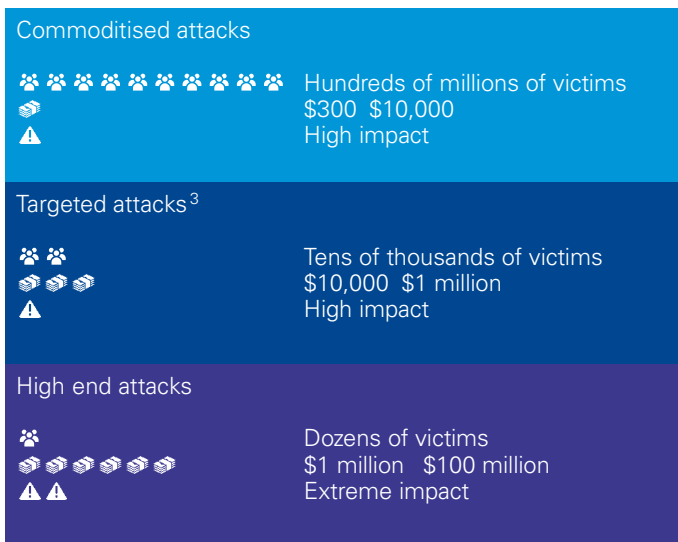 Commoditised attacks
Hundreds of millions of victims
$300 $10,000
High impact
Targeted attacks3
Tens of thousands of victims
$10,000 $1 million
High impact
High end attacks
Dozens of victims
$1 million $100 million
Extreme impact